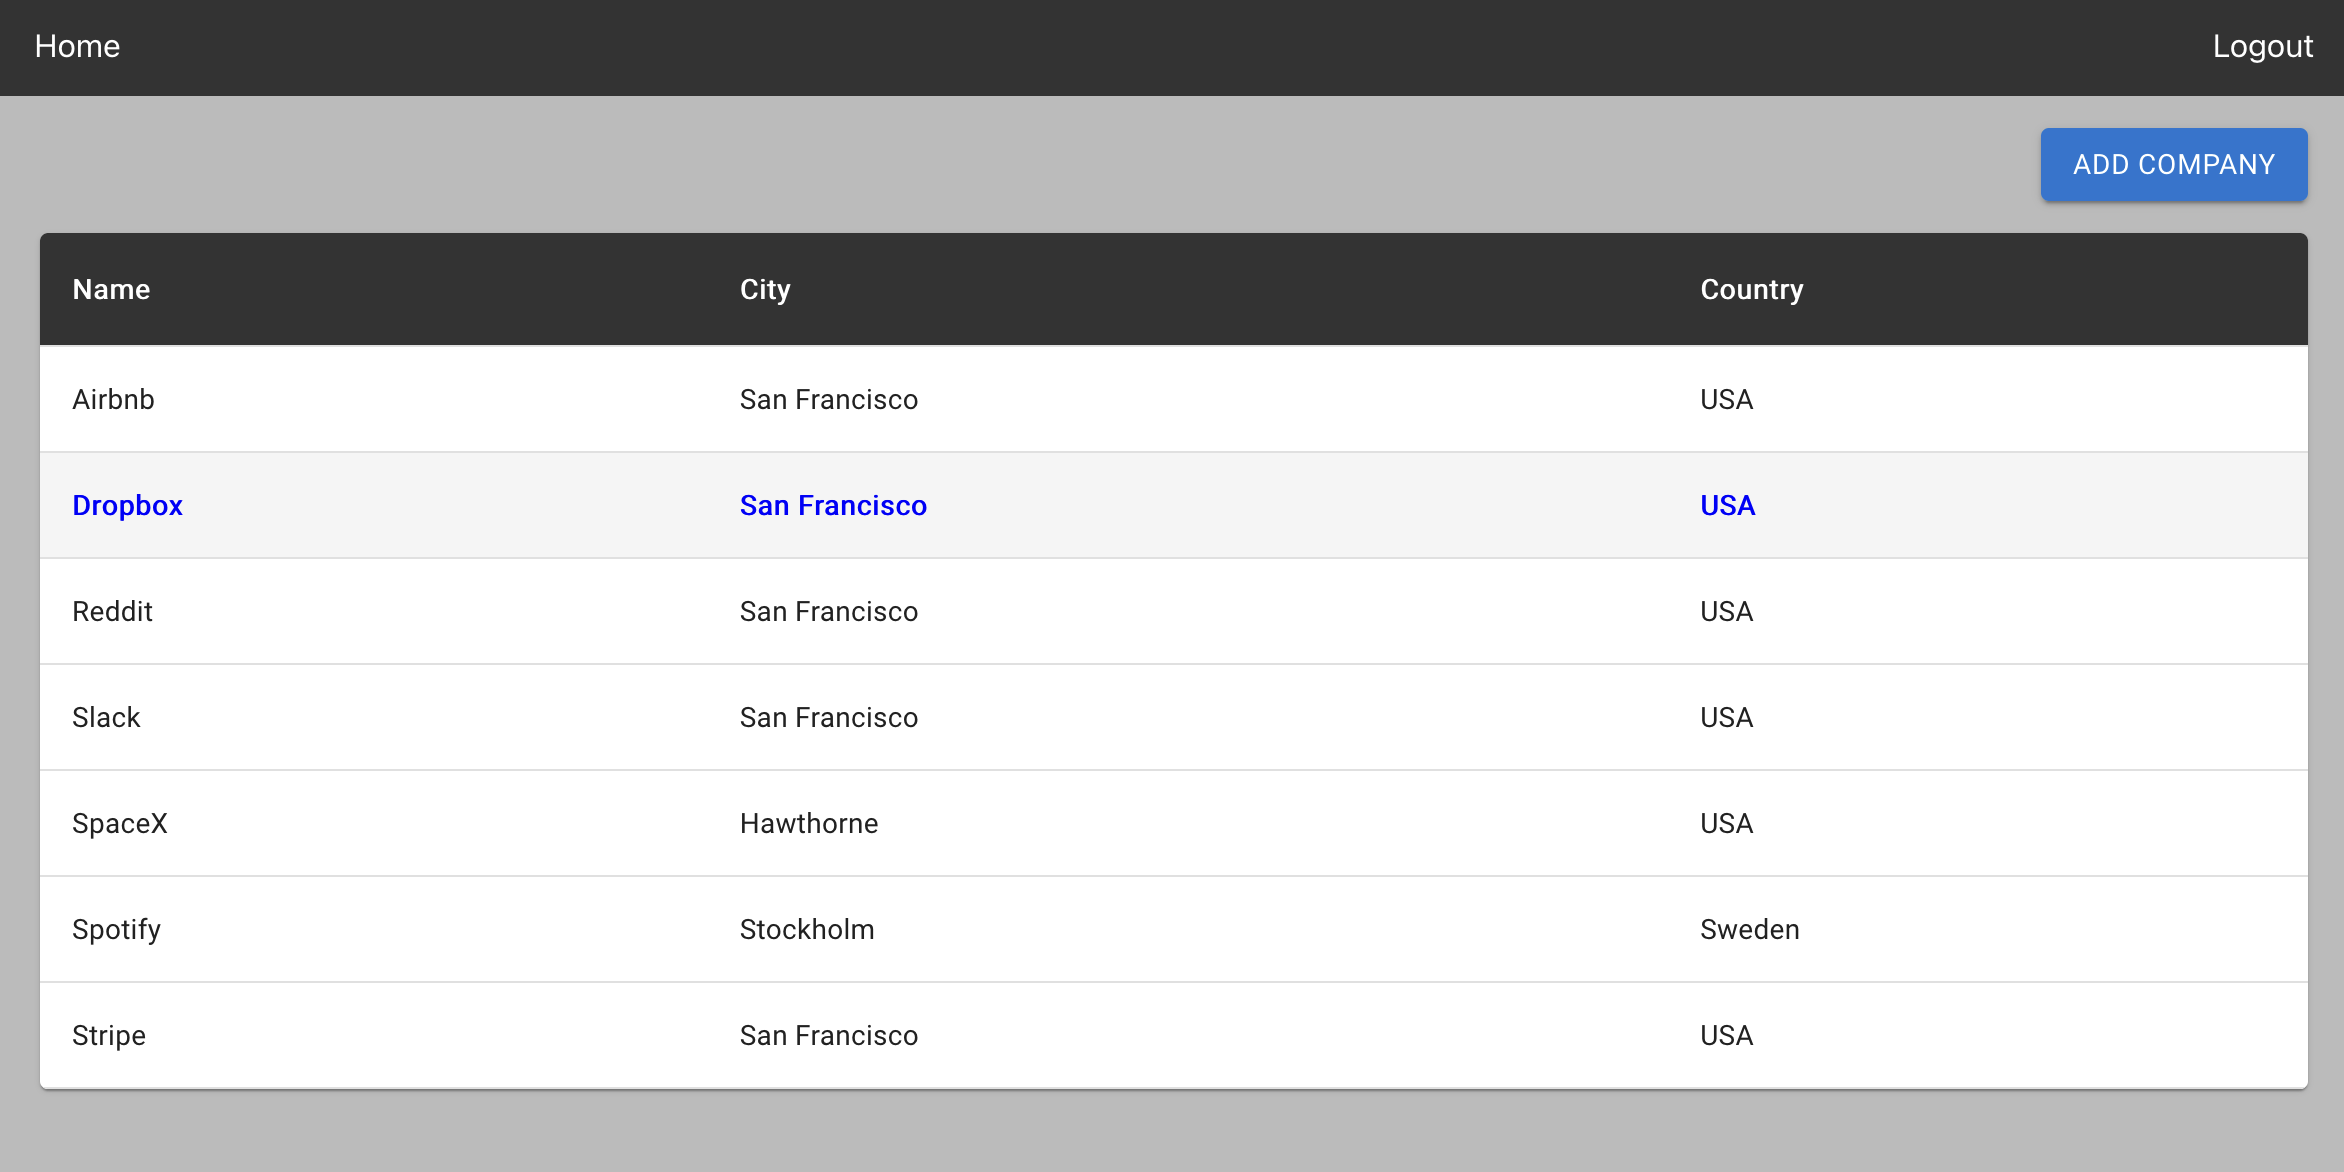 Home Logout
ADD COMPANY
Name City Country
Airbnb San Francisco USA
Dropbox San Francisco USA
Reddit San Francisco USA
Slack San Francisco USA
SpaceX Hawthorne USA
Spotify Stockholm Sweden
Stripe San Francisco USA